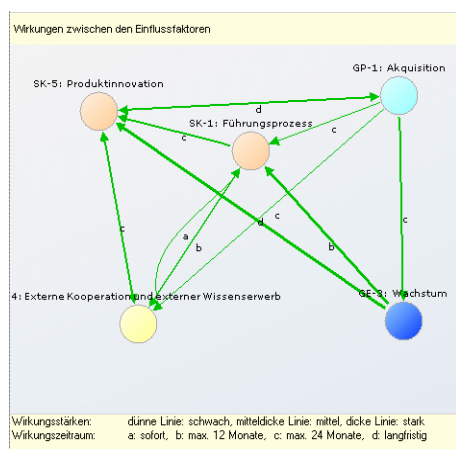 Wirkungen zwischen den Einflussfaktoren
GP-1: Akquisition
SK-5: Produktinnovation
d
SK-1: Führungsprozess
c
c
c
c
d
c
a
b
b
4: Externe Kooperation und externer Wissenserwerb
GE-3: Wachstum
Wirkungsstärken: dünne Linie: schwach, mitteldicke Linie: mittel, dicke Linie: stark
Wirkungszeitraum: a: sofort, b: max. 12 Monate, c: max. 24 Monate, d: langfristig